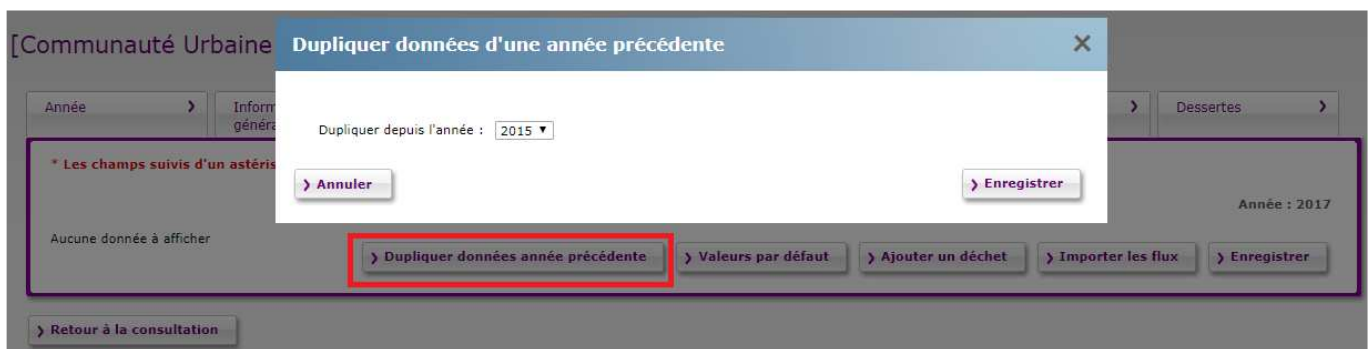 [Communauté Urbaine
Dupliquer données d'une année précédente
Année
Inform
généra
Dessertes
Dupliquer depuis l'année : 2015
* Les champs suivis d'un astéris
Annuler
Enregistrer
Année : 2017
Aucune donnée à afficher
Dupliquer données année précédente
Valeurs par défaut
Ajouter un déchet
Importer les flux
Enregistrer
Retour à la consultation